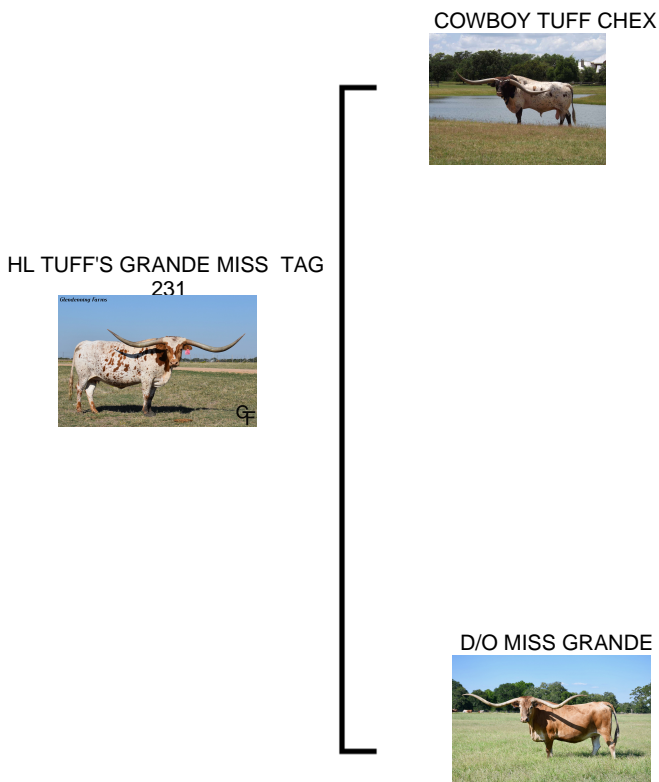 COWBOY TUFF CHEX
HL TUFF'S GRANDE MISS TAG
231
Glendenning Farms
GF
D/O MISS GRANDE